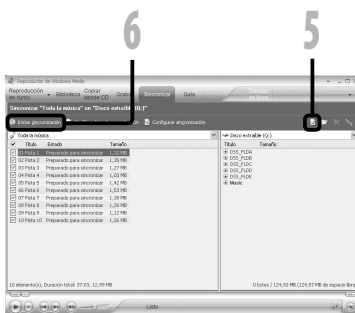 6
5
Reproductor de Windows Media
Reproducción en curso
Biblioteca
Copiar desde CD
Grabar
Sincronizar
Guía
Tiendas en línea
Sincronizar "Toda la música" en "Disco extraíble (Q:)"
Iniciar sincronización
Configurar sincronización
Toda la música
Disco extraíble (Q:)
Título Estado Tamaño
Título Tamaño
01 Pista 1 Preparado para sincronizar 1,32 MB
02 Pista 2 Preparado para sincronizar 1,35 MB
03 Pista 3 Preparado para sincronizar 1,27 MB
04 Pista 4 Preparado para sincronizar 1,03 MB
05 Pista 5 Preparado para sincronizar 1,42 MB
06 Pista 6 Preparado para sincronizar 1,53 MB
07 Pista 7 Preparado para sincronizar 1,38 MB
08 Pista 8 Preparado para sincronizar 1,26 MB
09 Pista 9 Preparado para sincronizar 1,12 MB
10 Pista 10 Preparado para sincronizar 1,26 MB
DSS_FLDA
DSS_FLDB
DSS_FLDC
DSS_FLDD
DSS_FLDE
Music
10 elemento(s), Duración total: 37:03, 12,99 MB
0 bytes / 124,93 MB (124,57 MB de espacio libre
Listo